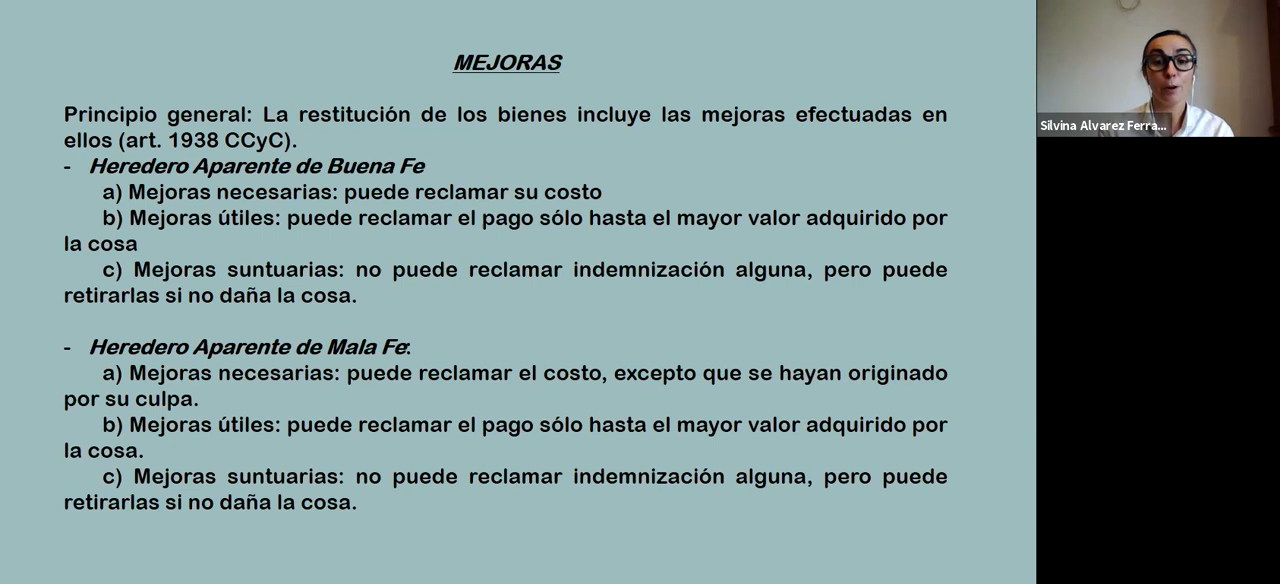 MEJORAS
Principio general: La restitución de los bienes incluye las mejoras efectuadas en
ellos (art. 1938 CCyC).
- Heredero Aparente de Buena Fe
a) Mejoras necesarias: puede reclamar su costo
b) Mejoras útiles: puede reclamar el pago sólo hasta el mayor valor adquirido por
la cosa
c) Mejoras suntuarias: no puede reclamar indemnización alguna, pero puede
retirarlas si no daña la cosa.
- Heredero Aparente de Mala Fe:
a) Mejoras necesarias: puede reclamar el costo, excepto que se hayan originado
por su culpa.
b) Mejoras útiles: puede reclamar el pago sólo hasta el mayor valor adquirido por
la cosa.
c) Mejoras suntuarias: no puede reclamar indemnización alguna, pero puede
retirarlas si no daña la cosa.
Silvina Alvarez Ferra...